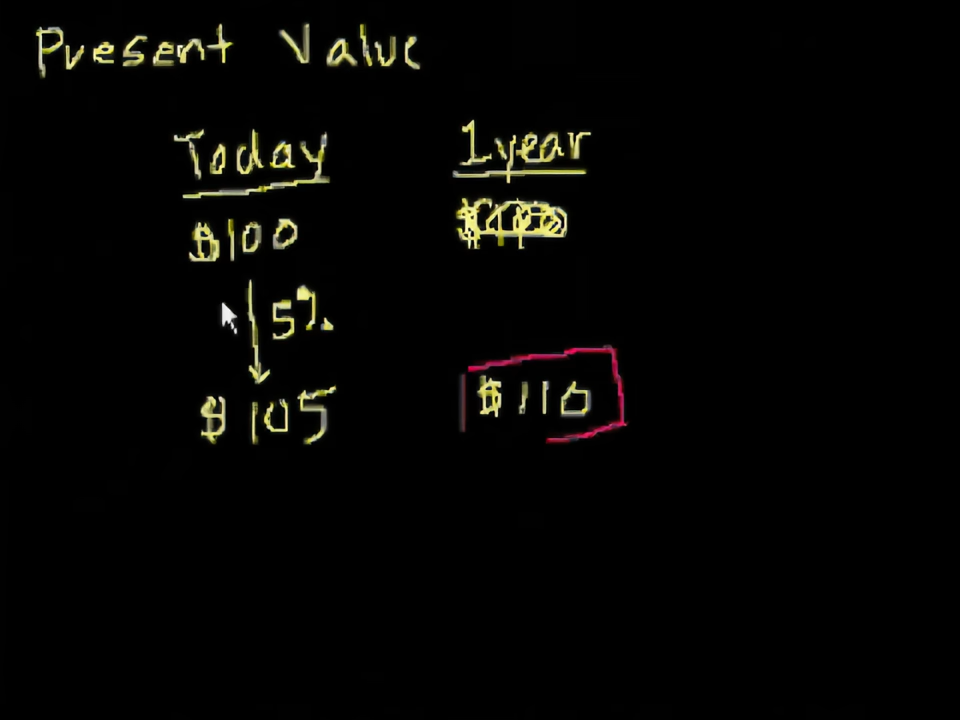 Present Value
Today 1 year
$100
5%
$105 $110